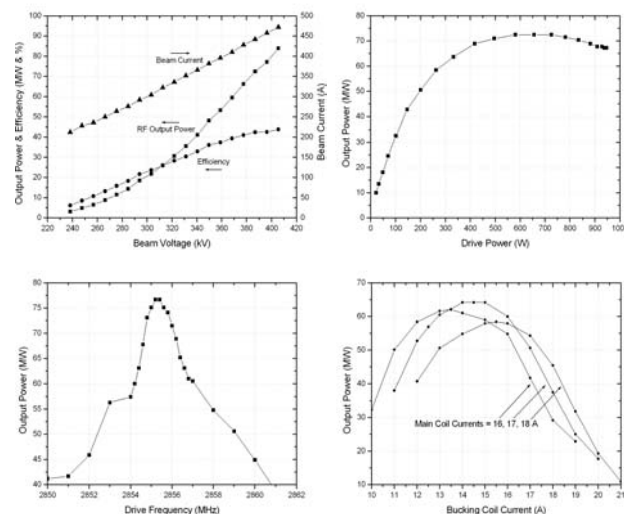 Output Power & Efficiency (MW & %)
100
90
80
70
60
50
40
30
20
10
0
Beam Current
RF Output Power
Efficiency
500
450
400
350
300
250
200
150
100
50
0
Beam Current (A)
220 240 260 280 300 320 340 360 380 400 420
Beam Voltage (kV)
Output Power (MW)
80
70
60
50
40
30
20
10
0
0 100 200 300 400 500 600 700 800 900 1000
Drive Power (W)
Output Power (MW)
80
75
70
65
60
55
50
45
40
2850 2852 2854 2856 2858 2860 2862
Drive Frequency (MHz)
Output Power (MW)
70
60
50
40
30
20
10
Main Coil Currents = 16, 17, 18 A
10 11 12 13 14 15 16 17 18 19 20 21
Bucking Coil Current (A)